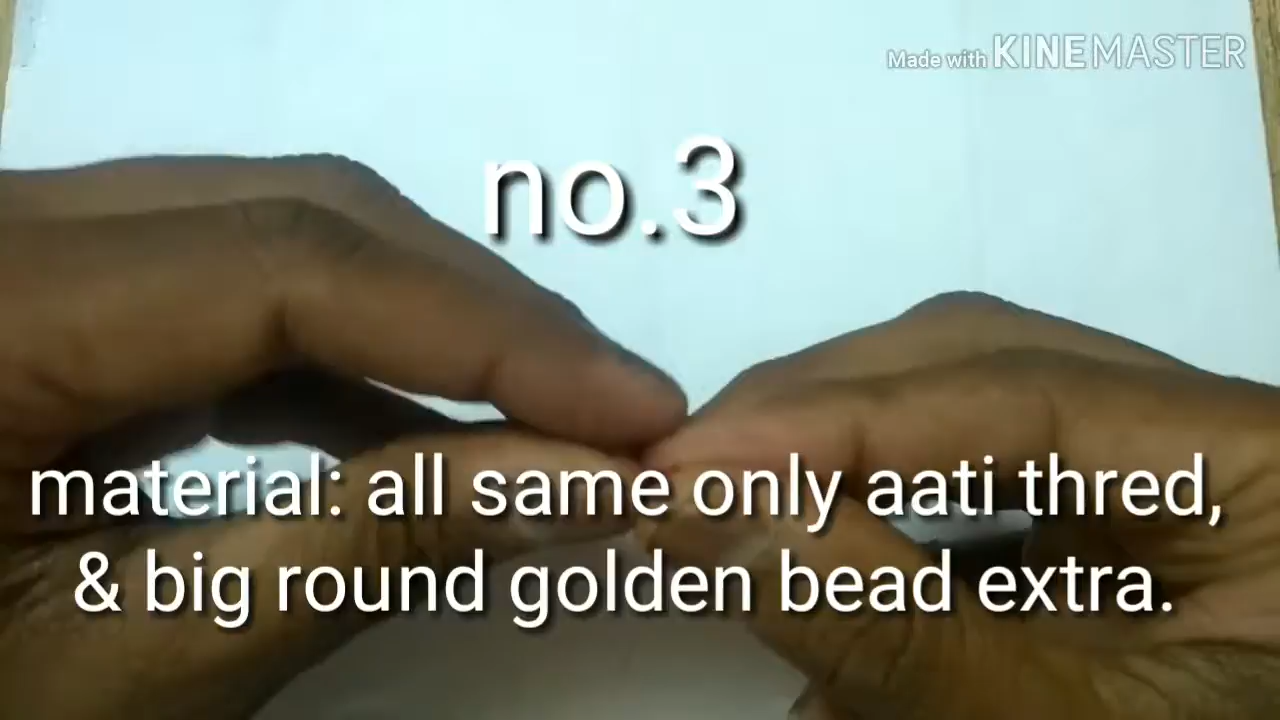 Made with KINEMASTER
no.3
material: all same only aati thred,
& big round golden bead extra.